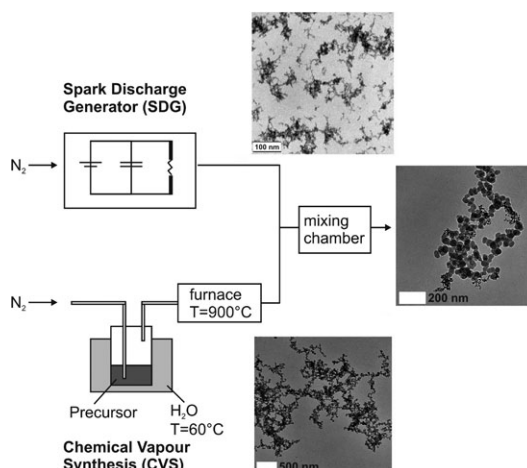 Spark Discharge
Generator (SDG)
100 nm
N₂
mixing
chamber
200 nm
N₂
furnace
T=900°C
Precursor
H₂O
T=60°C
Chemical Vapour
Synthesis (CVS)
500 nm